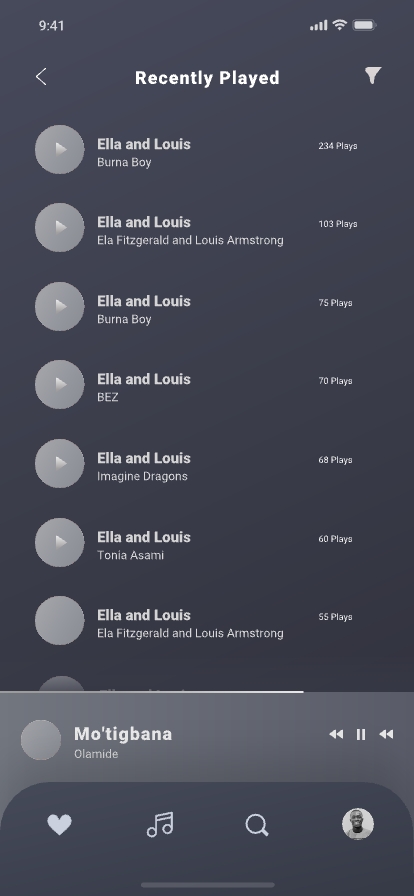 9:41
Recently Played
Ella and Louis
234 Plays
Burna Boy
Ella and Louis
103 Plays
Ela Fitzgerald and Louis Armstrong
Ella and Louis
75 Plays
Burna Boy
Ella and Louis
70 Plays
BEZ
Ella and Louis
68 Plays
Imagine Dragons
Ella and Louis
60 Plays
Tonia Asami
Ella and Louis
55 Plays
Ela Fitzgerald and Louis Armstrong
Mo'tigbana
Olamide